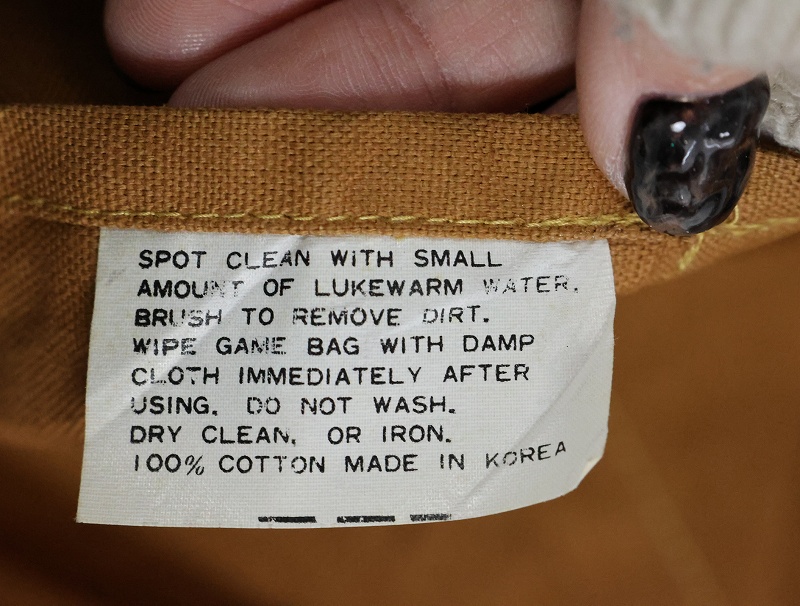 SPOT CLEAN WITH SMALL
AMOUNT OF LUKEWARM WATER.
BRUSH TO REMOVE DIRT.
WIPE GAME BAG WITH DAMP
CLOTH IMMEDIATELY AFTER
USING. DO NOT WASH.
DRY CLEAN, OR IRON.
100% COTTON MADE IN KOREA